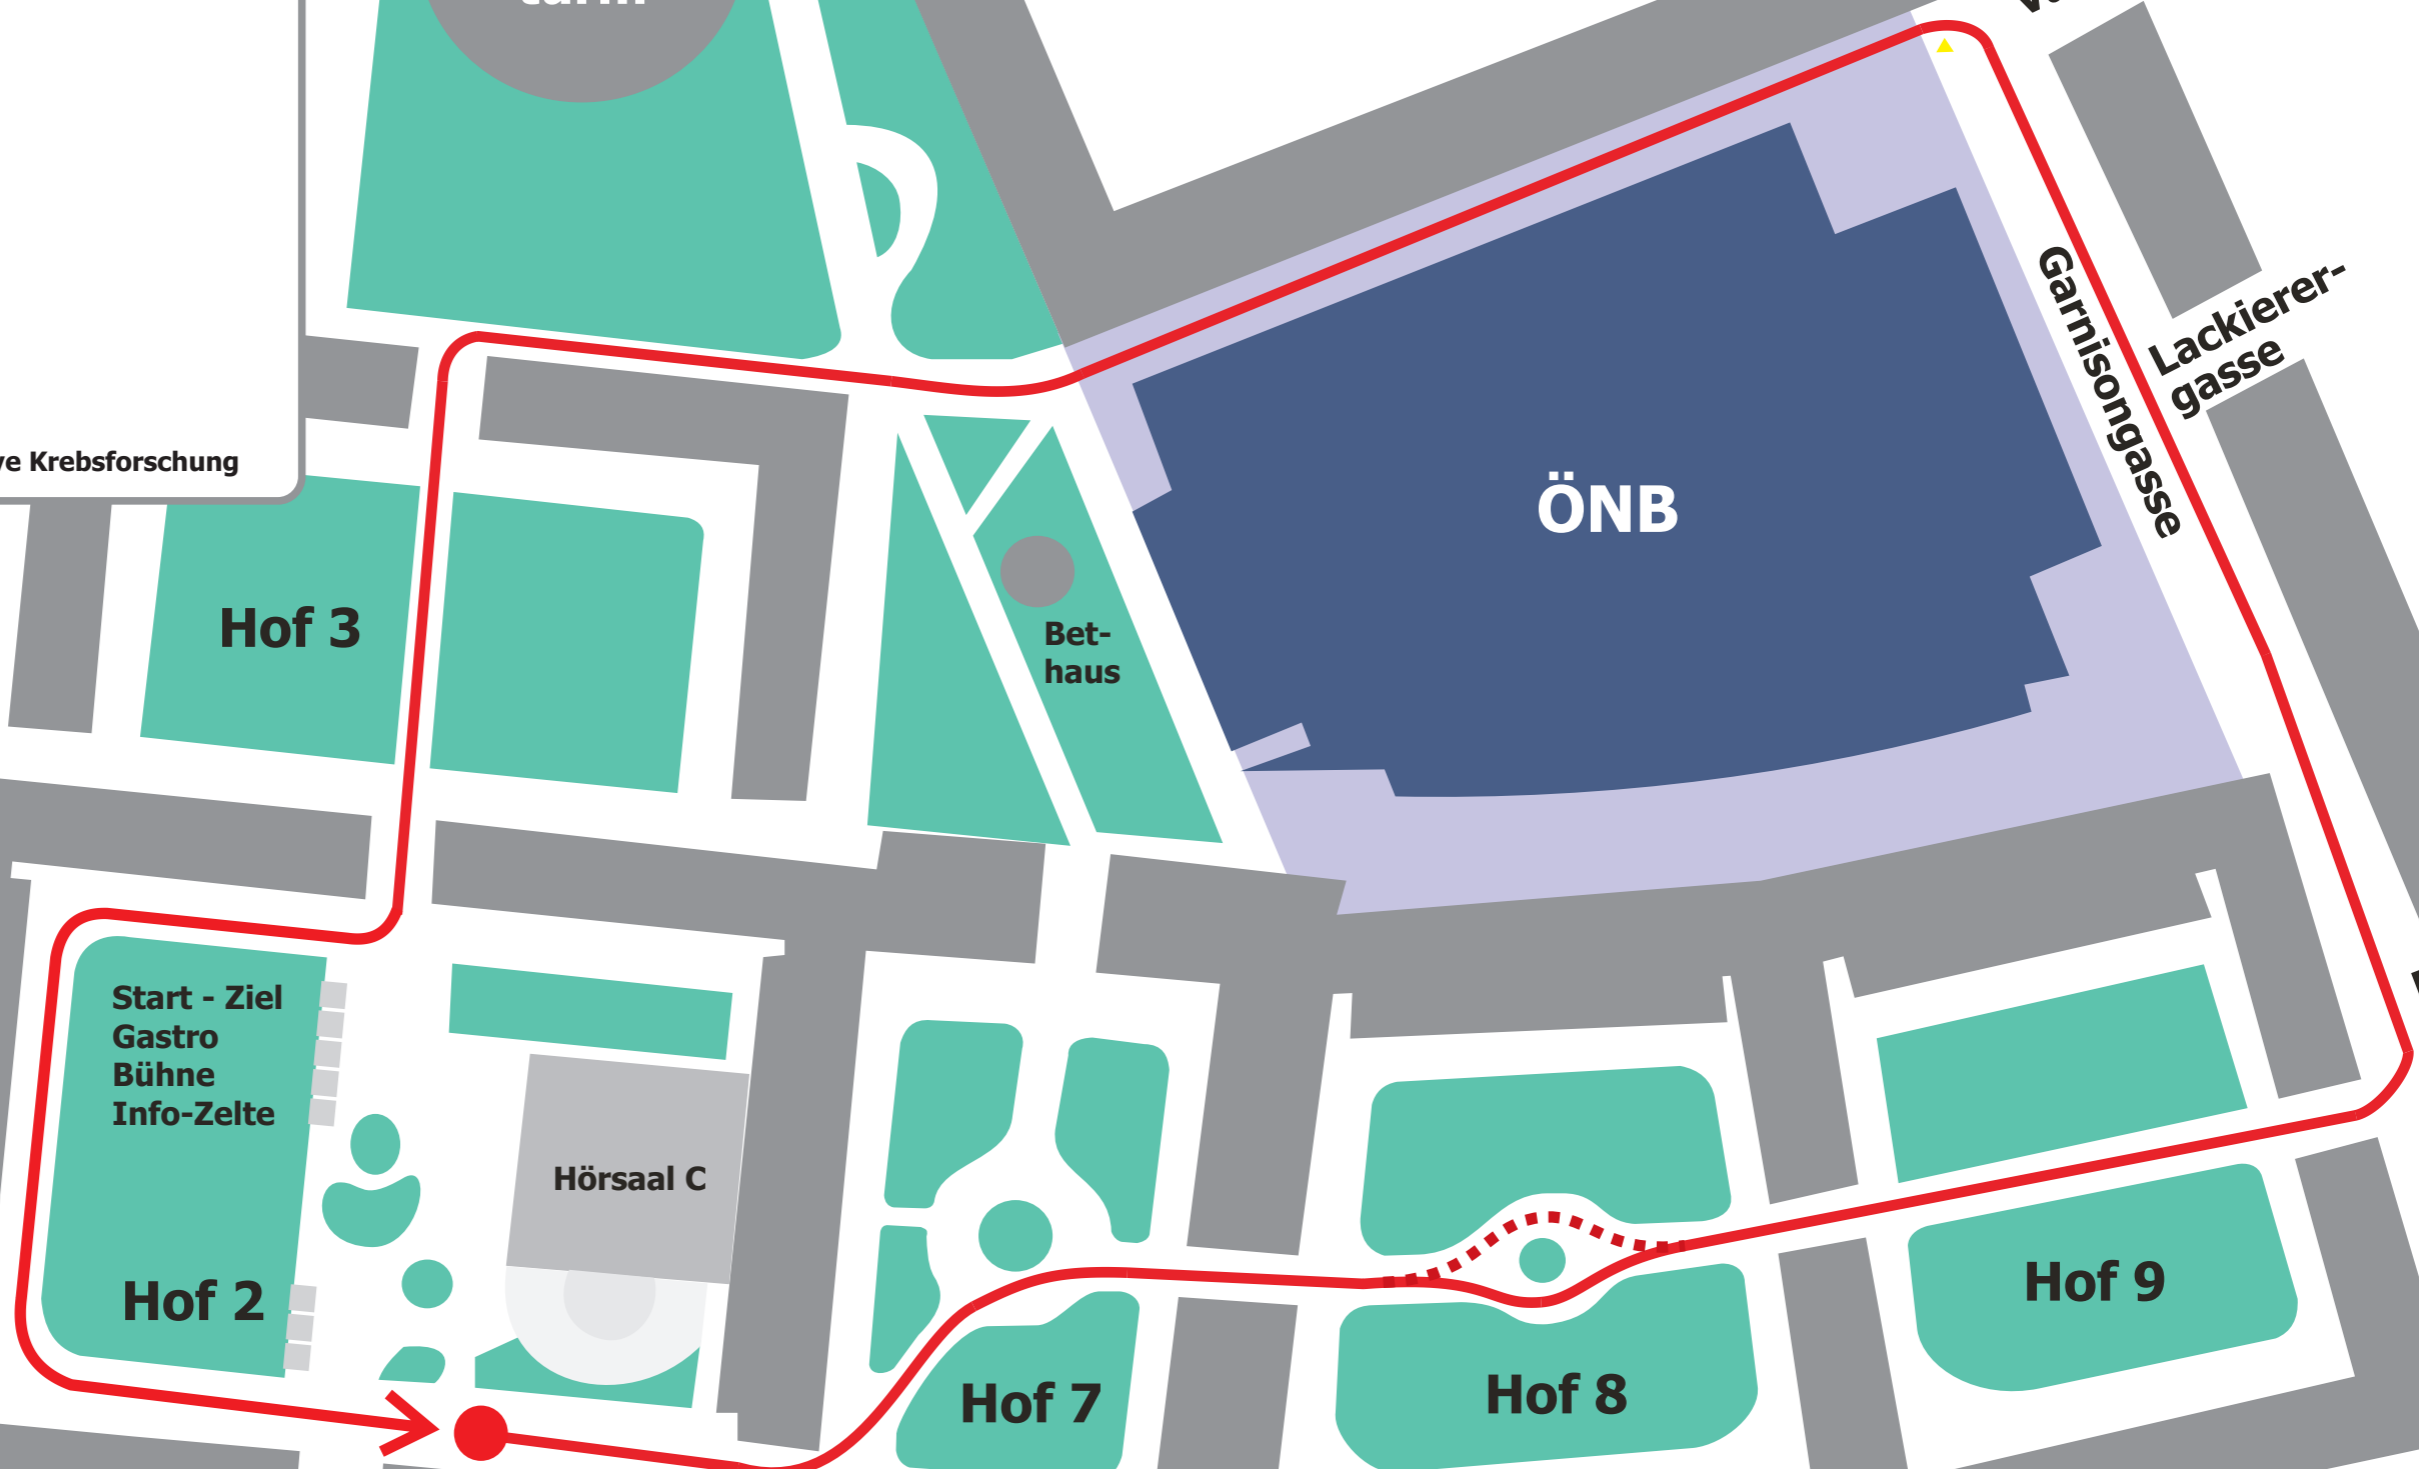 Garnisongasse
Lackierer-
gasse
Krebsforschung
ÖNB
Hof 3
Bet-
haus
Start - Ziel
Gastro
Bühne
Info-Zelte
Hörsaal C
Hof 2
Hof 9
Hof 7
Hof 8